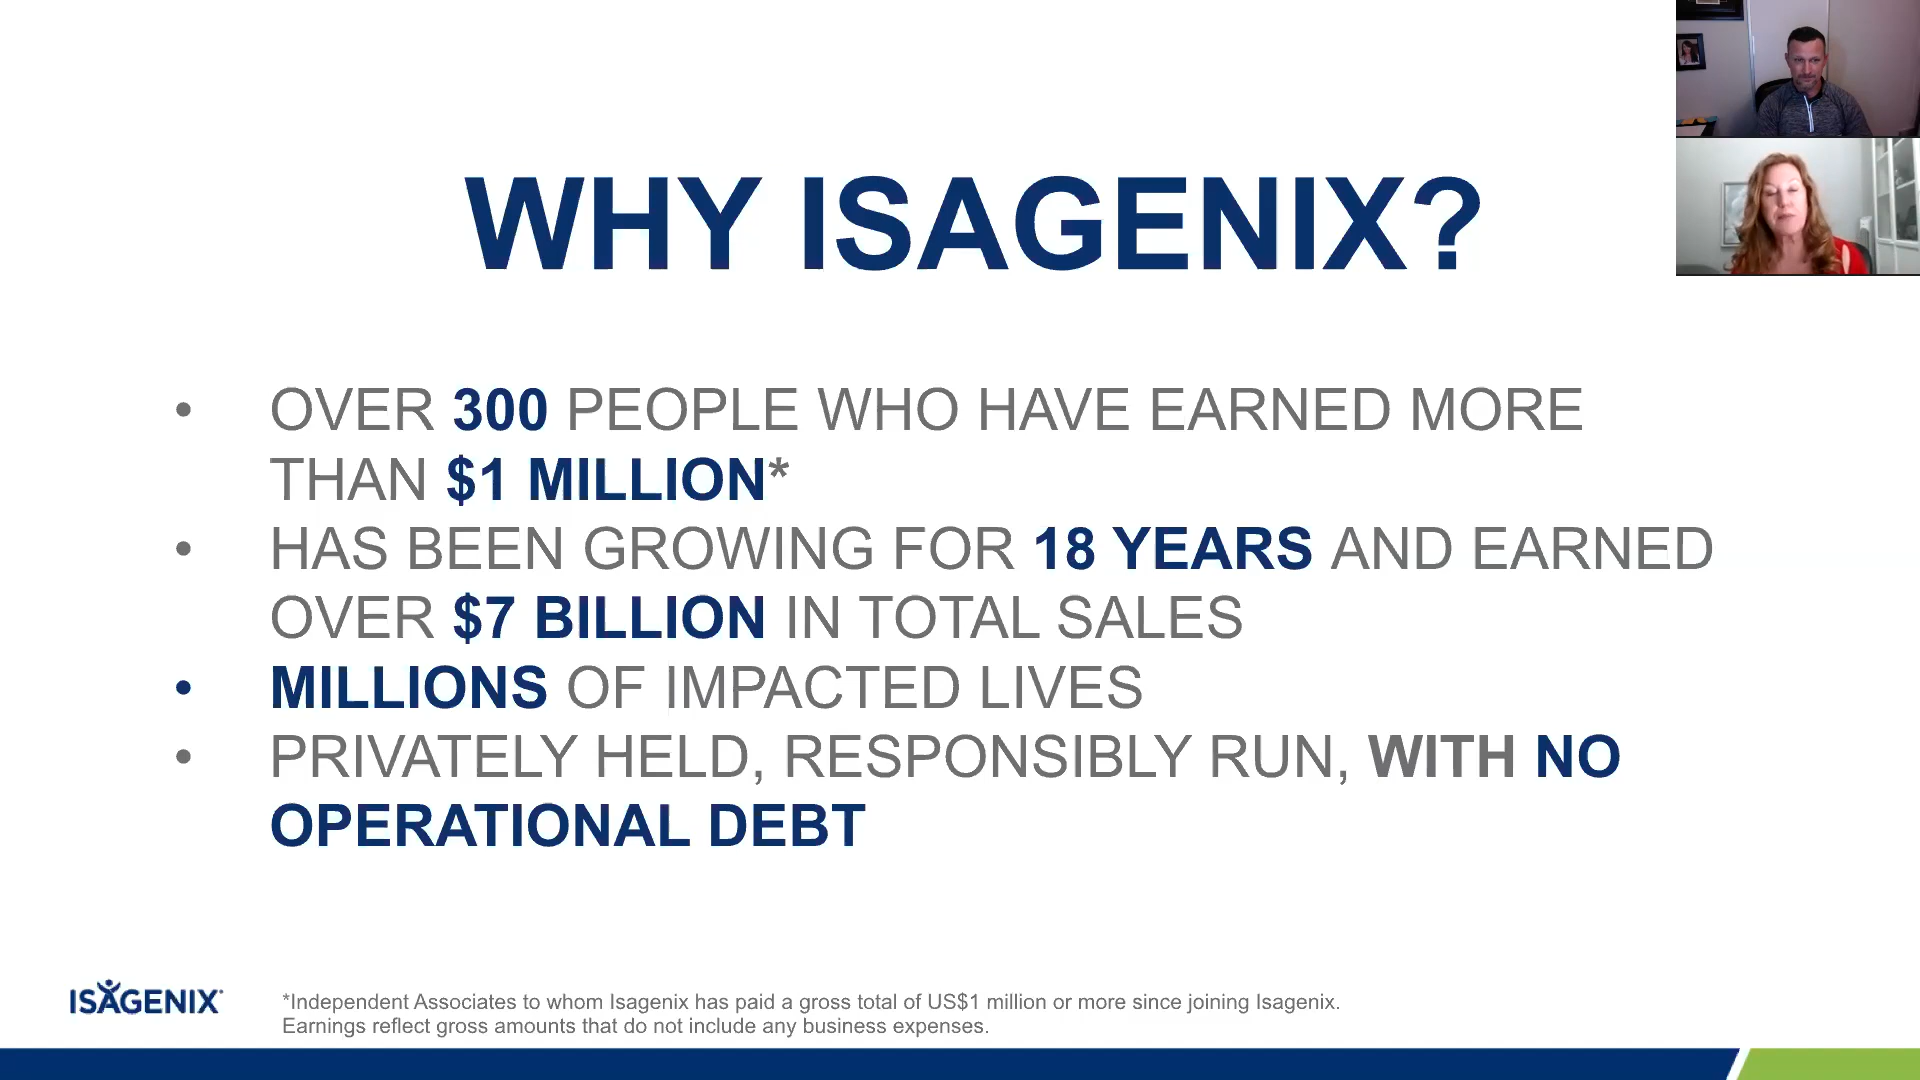 WHY ISAGENIX?
• OVER 300 PEOPLE WHO HAVE EARNED MORE
THAN $1 MILLION*
• HAS BEEN GROWING FOR 18 YEARS AND EARNED
OVER $7 BILLION IN TOTAL SALES
• MILLIONS OF IMPACTED LIVES
• PRIVATELY HELD, RESPONSIBLY RUN, WITH NO
OPERATIONAL DEBT
ISAGENIX
*Independent Associates to whom Isagenix has paid a gross total of US$1 million or more since joining Isagenix.
Earnings reflect gross amounts that do not include any business expenses.